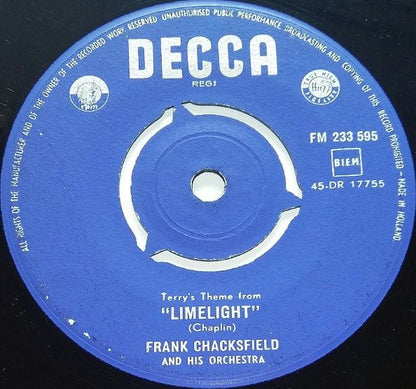 ALL RIGHTS OF THE MANUFACTURER AND OF THE OWNER OF THE RECORDED WORK RESERVED UNAUTHORISED PUBLIC PERFORMANCE BROADCASTING AND COPYING OF THIS RECORD PROHIBITED - MADE IN HOLLAND.
DECCA
REGD
rpm
FM 233 595
B.I.E.M.
45-DR 17755
Terry's Theme from
"LIMELIGHT"
(Chaplin)
FRANK CHACKSFIELD
AND HIS ORCHESTRA